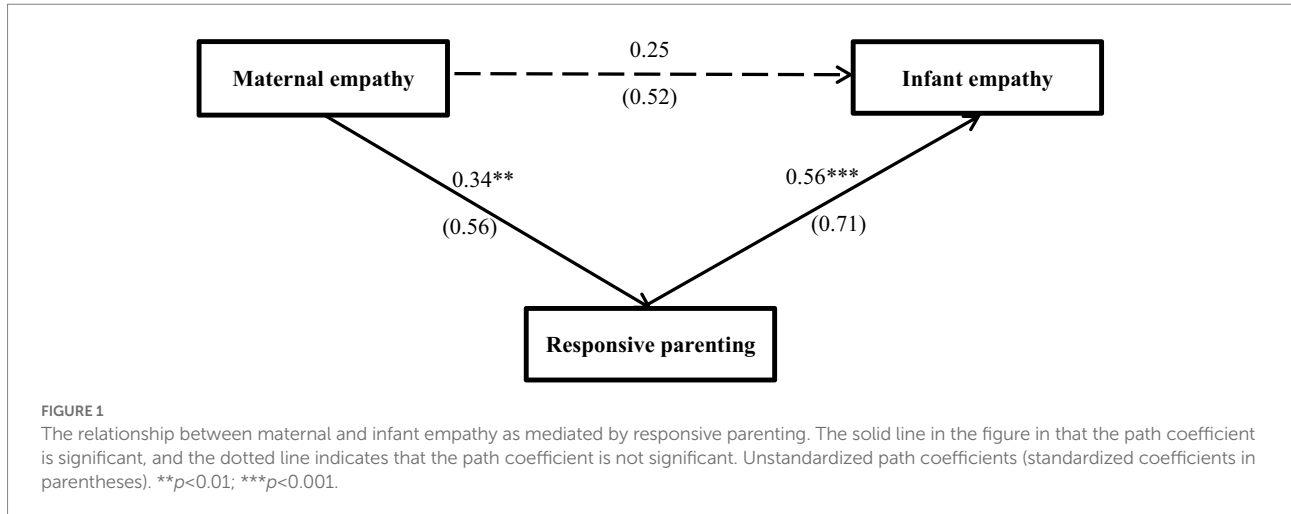 0.25
Maternal empathy
Infant empathy
(0.52)
0.34**
0.56***
(0.56)
(0.71)
Responsive parenting
FIGURE 1
The relationship between maternal and infant empathy as mediated by responsive parenting. The solid line in the figure in that the path coefficient
is significant, and the dotted line indicates that the path coefficient is not significant. Unstandardized path coefficients (standardized coefficients in
parentheses). **p<0.01; ***p<0.001.